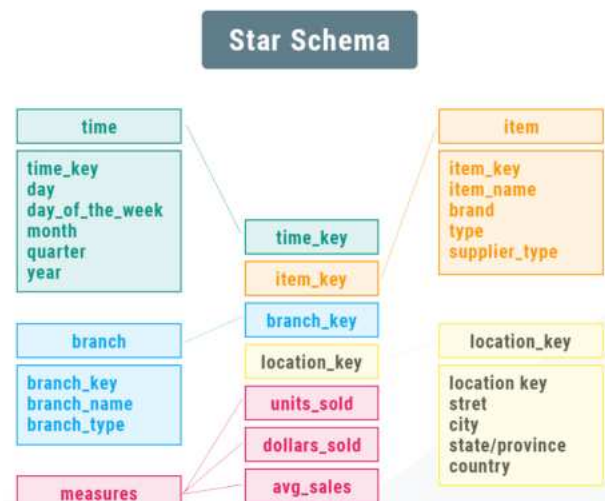 Star Schema
time
time_key
day
day_of_the_week
month
quarter
year
branch
branch_key
branch_name
branch_type
measures
time_key
item_key
branch_key
location_key
units_sold
dollars_sold
avg_sales
item
item_key
item_name
brand
type
supplier_type
location_key
location key
stret
city
state/province
country